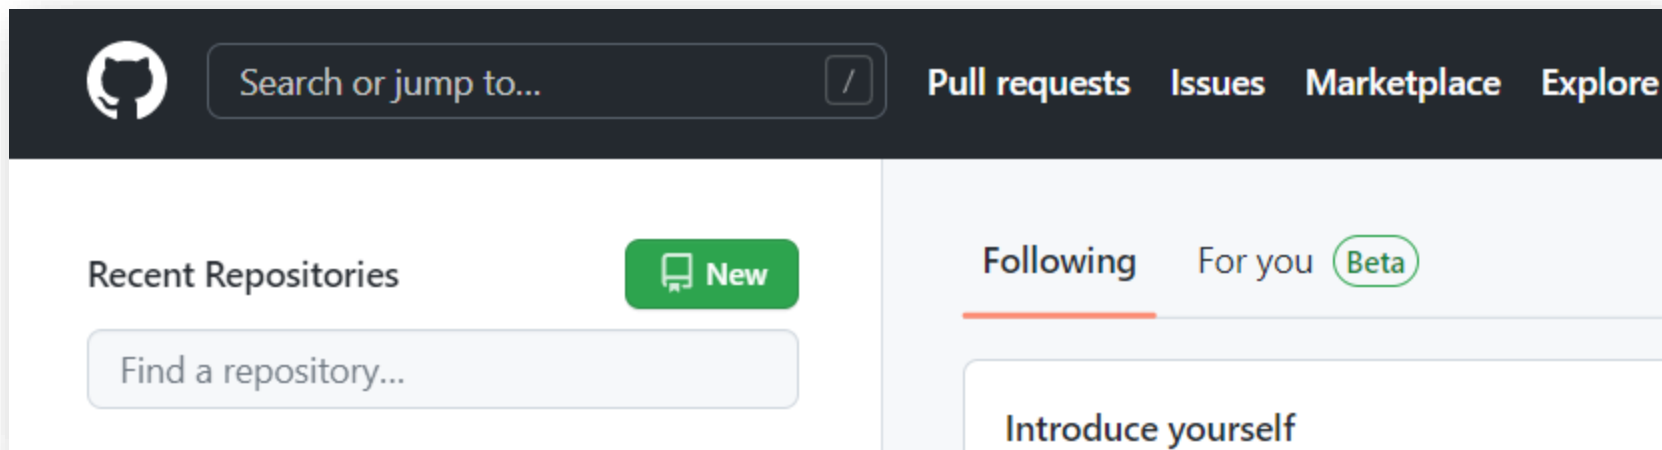 Search or jump to... /
Pull requests Issues Marketplace Explore
Recent Repositories
New
Find a repository...
Following For you Beta
Introduce yourself